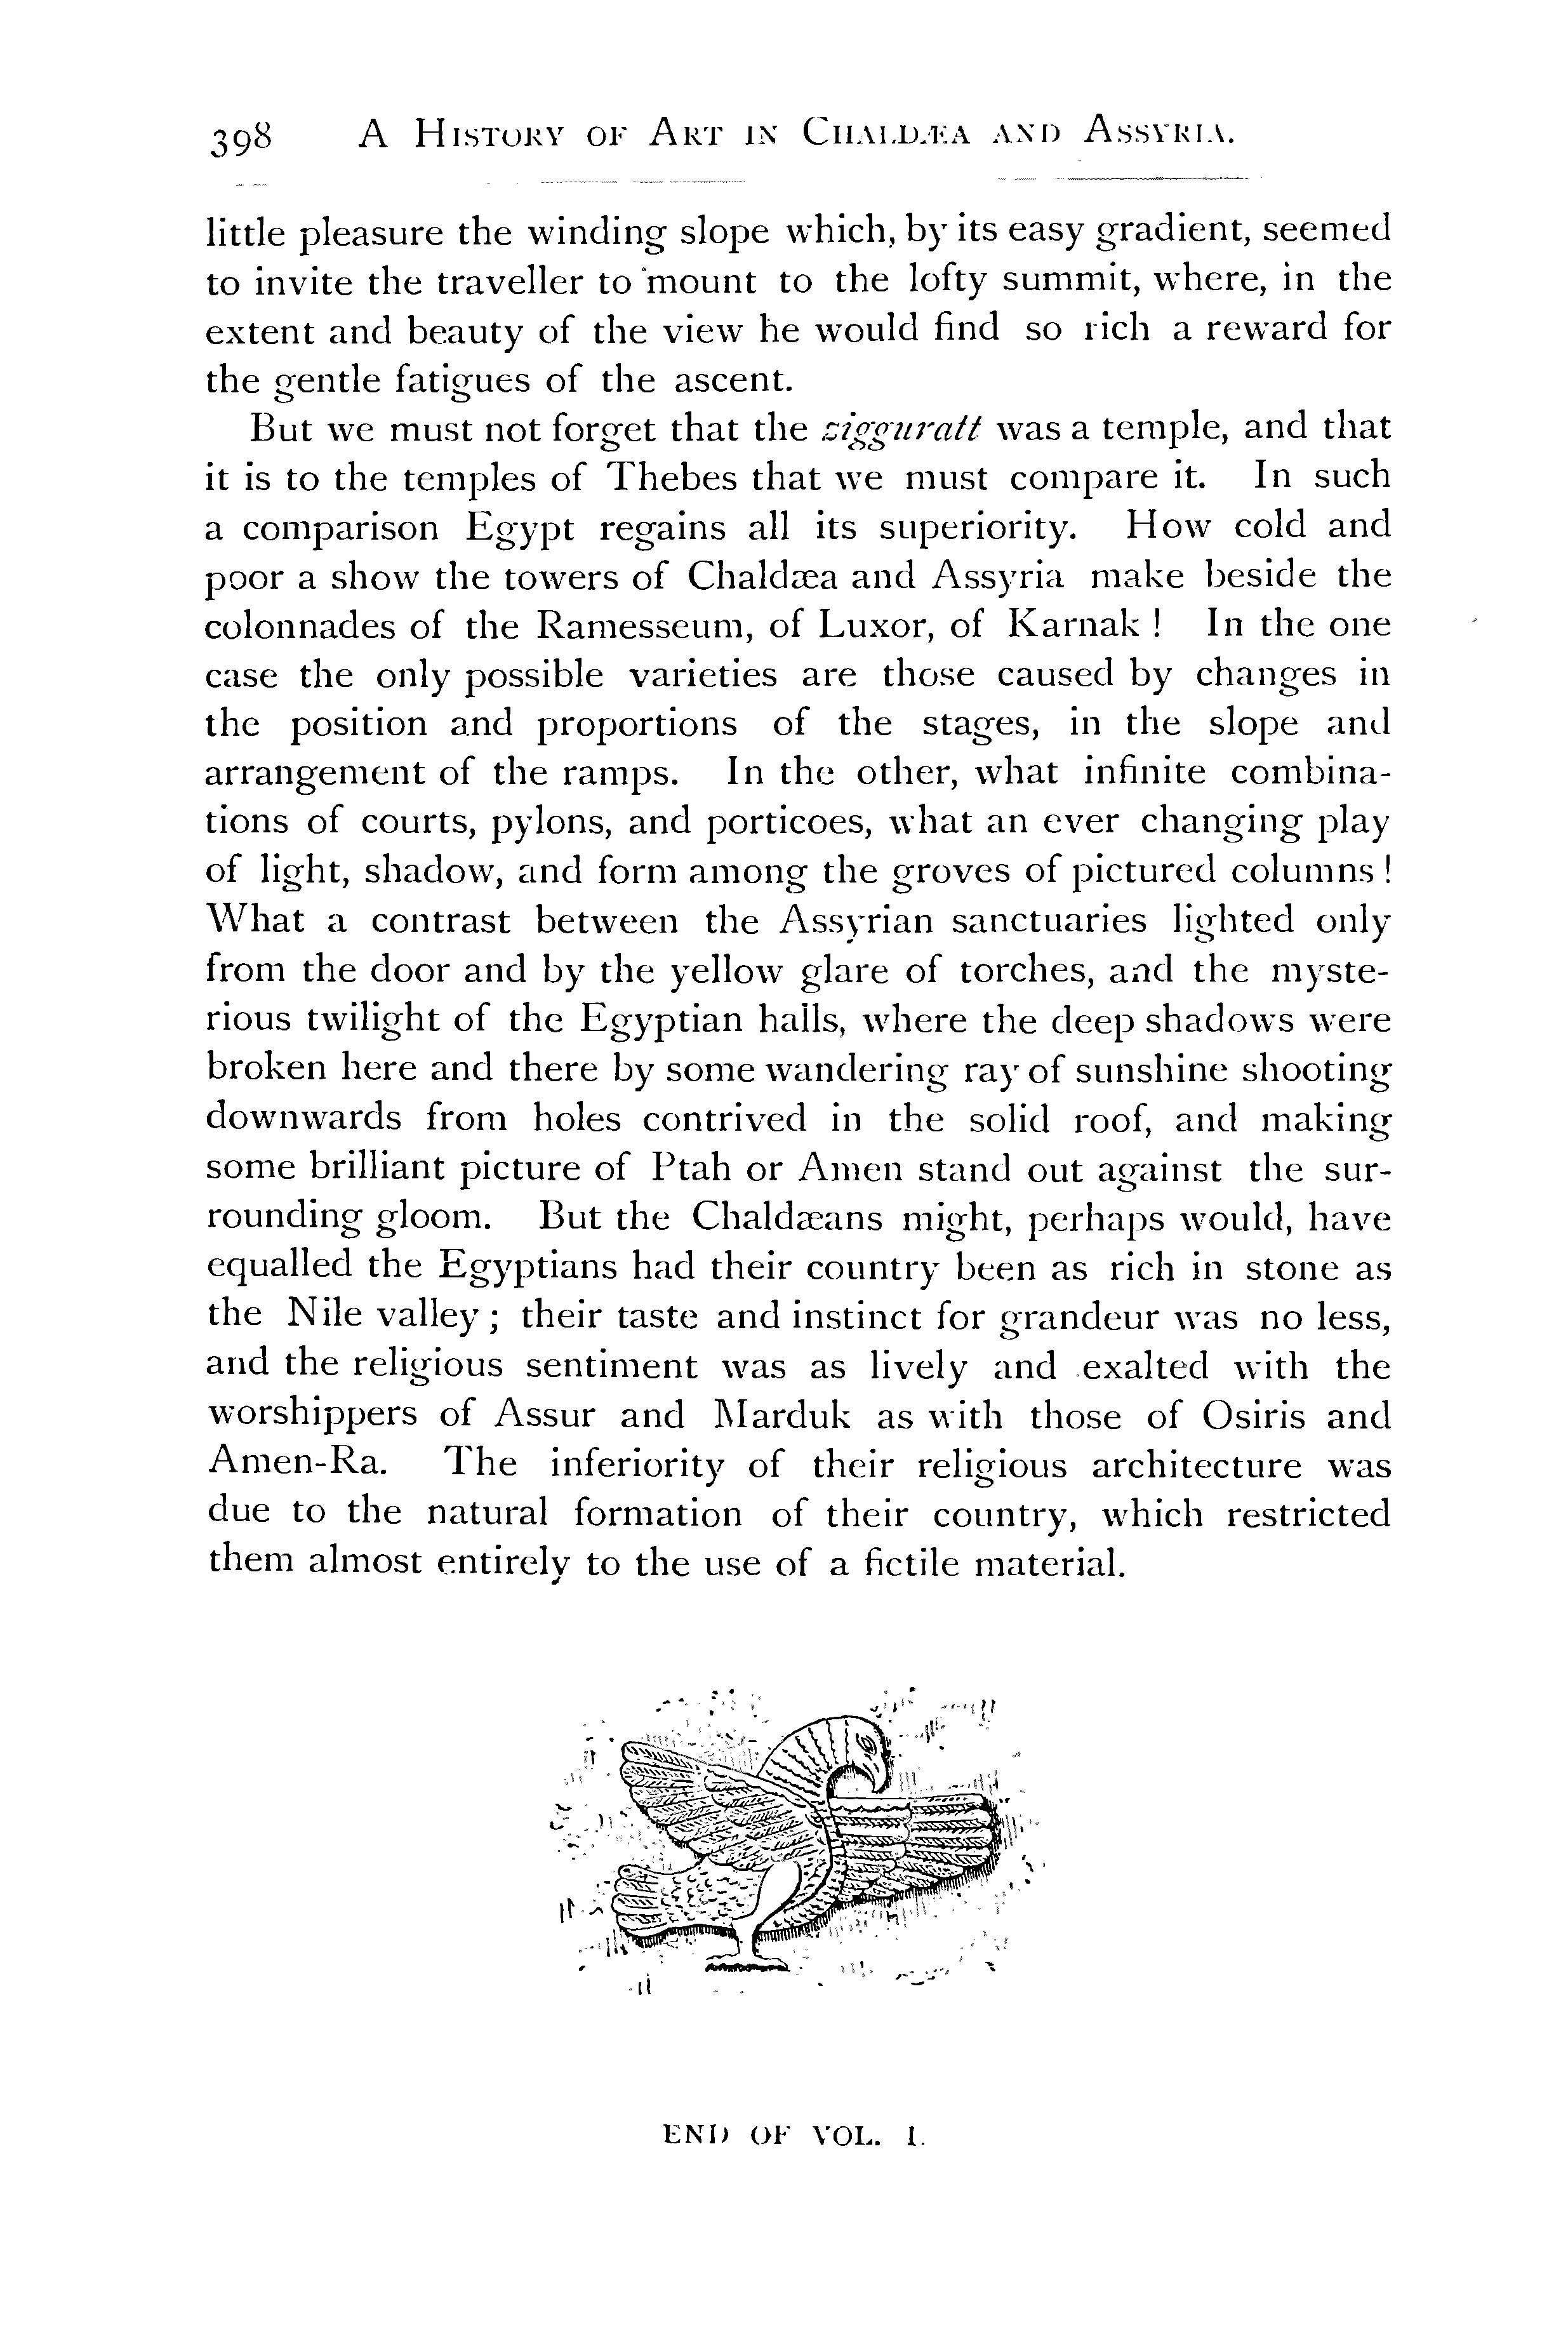 398 A History of Art in Chaldæa and Assyria.
little pleasure the winding slope which, by its easy gradient, seemed
to invite the traveller to mount to the lofty summit, where, in the
extent and beauty of the view he would find so rich a reward for
the gentle fatigues of the ascent.
But we must not forget that the zigguratt was a temple, and that
it is to the temples of Thebes that we must compare it. In such
a comparison Egypt regains all its superiority. How cold and
poor a show the towers of Chaldæa and Assyria make beside the
colonnades of the Ramesseum, of Luxor, of Karnak ! In the one
case the only possible varieties are those caused by changes in
the position and proportions of the stages, in the slope and
arrangement of the ramps. In the other, what infinite combina-
tions of courts, pylons, and porticoes, what an ever changing play
of light, shadow, and form among the groves of pictured columns !
What a contrast between the Assyrian sanctuaries lighted only
from the door and by the yellow glare of torches, and the myste-
rious twilight of the Egyptian halls, where the deep shadows were
broken here and there by some wandering ray of sunshine shooting
downwards from holes contrived in the solid roof, and making
some brilliant picture of Ptah or Amen stand out against the sur-
rounding gloom. But the Chaldæans might, perhaps would, have
equalled the Egyptians had their country been as rich in stone as
the Nile valley ; their taste and instinct for grandeur was no less,
and the religious sentiment was as lively and exalted with the
worshippers of Assur and Marduk as with those of Osiris and
Amen-Ra. The inferiority of their religious architecture was
due to the natural formation of their country, which restricted
them almost entirely to the use of a fictile material.
END OF VOL. I.